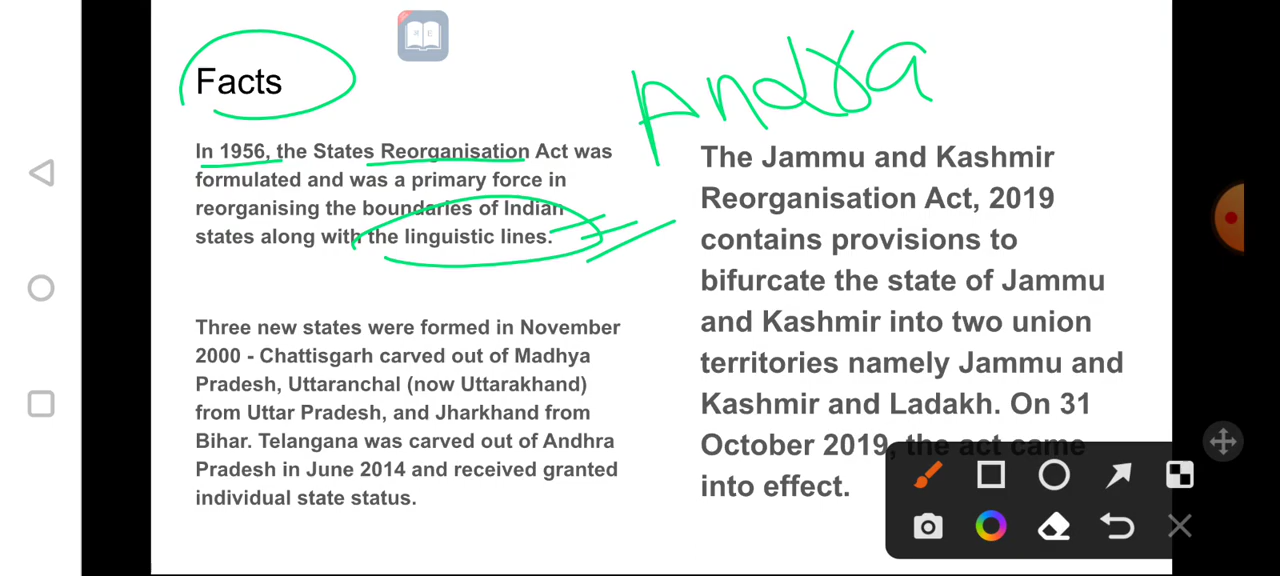 Facts
In 1956, the States Reorganisation Act was
formulated and was a primary force in
reorganising the boundaries of Indian
states along with the linguistic lines.
Three new states were formed in November
2000 - Chattisgarh carved out of Madhya
Pradesh, Uttaranchal (now Uttarakhand)
from Uttar Pradesh, and Jharkhand from
Bihar. Telangana was carved out of Andhra
Pradesh in June 2014 and received granted
individual state status.
Andra
The Jammu and Kashmir
Reorganisation Act, 2019
contains provisions to
bifurcate the state of Jammu
and Kashmir into two union
territories namely Jammu and
Kashmir and Ladakh. On 31
October 2019, the act came
into effect.